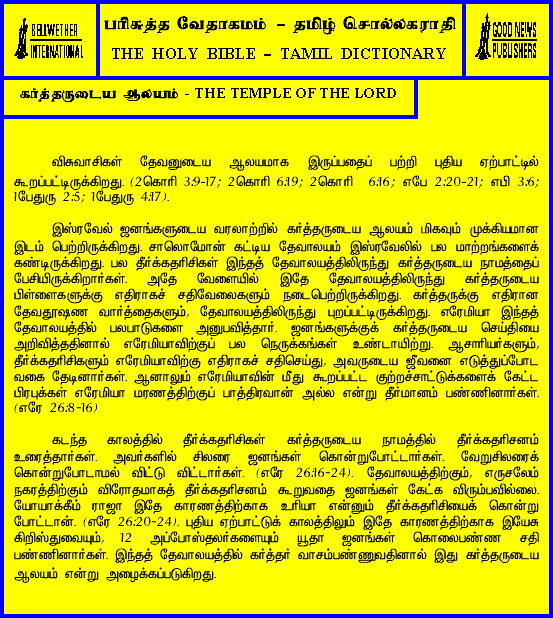 BELLWETHER
INTERNATIONAL
பரிசுத்த வேதாகமம் – தமிழ் சொல்லகராதி
THE HOLY BIBLE – TAMIL DICTIONARY
GOOD NEWS
PUBLISHERS
கர்த்தருடைய ஆலயம் - THE TEMPLE OF THE LORD
விசுவாசிகள் தேவனுடைய ஆலயமாக இருப்பதைப் பற்றி புதிய ஏற்பாட்டில்
கூறப்பட்டிருக்கிறது. (2கொரி 3:9-17; 2கொரி 6:19; 2கொரி 6:16; எபே 2:20-21; எபி 3:6;
1பேதுரு 2:5; 1பேதுரு 4:17).
இஸ்ரவேல் ஜனங்களுடைய வரலாற்றில் கர்த்தருடைய ஆலயம் மிகவும் முக்கியமான
இடம் பெற்றிருக்கிறது. சாலொமோன் கட்டிய தேவாலயம் இஸ்ரவேலில் பல மாற்றங்களைக்
கண்டிருக்கிறது. பல தீர்க்கதரிசிகள் இந்தத் தேவாலயத்திலிருந்து கர்த்தருடைய நாமத்தைப்
பேசியிருக்கிறார்கள். அதே வேளையில் இதே தேவாலயத்திலிருந்து கர்த்தருடைய
பிள்ளைகளுக்கு எதிராகச் சதிவேலைகளும் நடைபெற்றிருக்கிறது. கர்த்தருக்கு எதிரான
தேவதூஷண வார்த்தைகளும், தேவாலயத்திலிருந்து புறப்பட்டிருக்கிறது. எரேமியா இந்தத்
தேவாலயத்தில் பலபாடுகளை அனுபவித்தார். ஜனங்களுக்குக் கர்த்தருடைய செய்தியை
அறிவித்ததினால் எரேமியாவிற்குப் பல நெருக்கங்கள் உண்டாயிற்று. ஆசாரியர்களும்,
தீர்க்கதரிசிகளும் எரேமியாவிற்கு எதிராகச் சதிசெய்து, அவருடைய ஜீவனை எடுத்துப்போட
வகை தேடினார்கள். ஆனாலும் எரேமியாவின் மீது கூறப்பட்ட குற்றச்சாட்டுக்களைக் கேட்ட
பிரபுக்கள் எரேமியா மரணத்திற்குப் பாத்திரவான் அல்ல என்று தீர்மானம் பண்ணினார்கள்.
(எரே 26:8-16)
கடந்த காலத்தில் தீர்க்கதரிசிகள் கர்த்தருடைய நாமத்தில் தீர்க்கதரிசனம்
உரைத்தார்கள். அவர்களில் சிலரை ஜனங்கள் கொன்றுபோட்டார்கள். வேறுசிலரைக்
கொன்றுபோடாமல் விட்டு விட்டார்கள். (எரே 26:16-24). தேவாலயத்திற்கும், எருசலேம்
நகரத்திற்கும் விரோதமாகத் தீர்க்கதரிசனம் கூறுவதை ஜனங்கள் கேட்க விரும்பவில்லை.
யோயாக்கீம் ராஜா இதே காரணத்திற்காக உரியா என்னும் தீர்க்கதரிசியைக் கொன்று
போட்டான். (எரே 26:20-24). புதிய ஏற்பாட்டுக் காலத்திலும் இதே காரணத்திற்காக இயேசு
கிறிஸ்துவையும், 12 அப்போஸ்தலர்களையும் யூதா ஜனங்கள் கொலைபண்ண சதி
பண்ணினார்கள். இந்தத் தேவாலயத்தில் கர்த்தர் வாசம்பண்ணுவதினால் இது கர்த்தருடைய
ஆலயம் என்று அழைக்கப்படுகிறது.